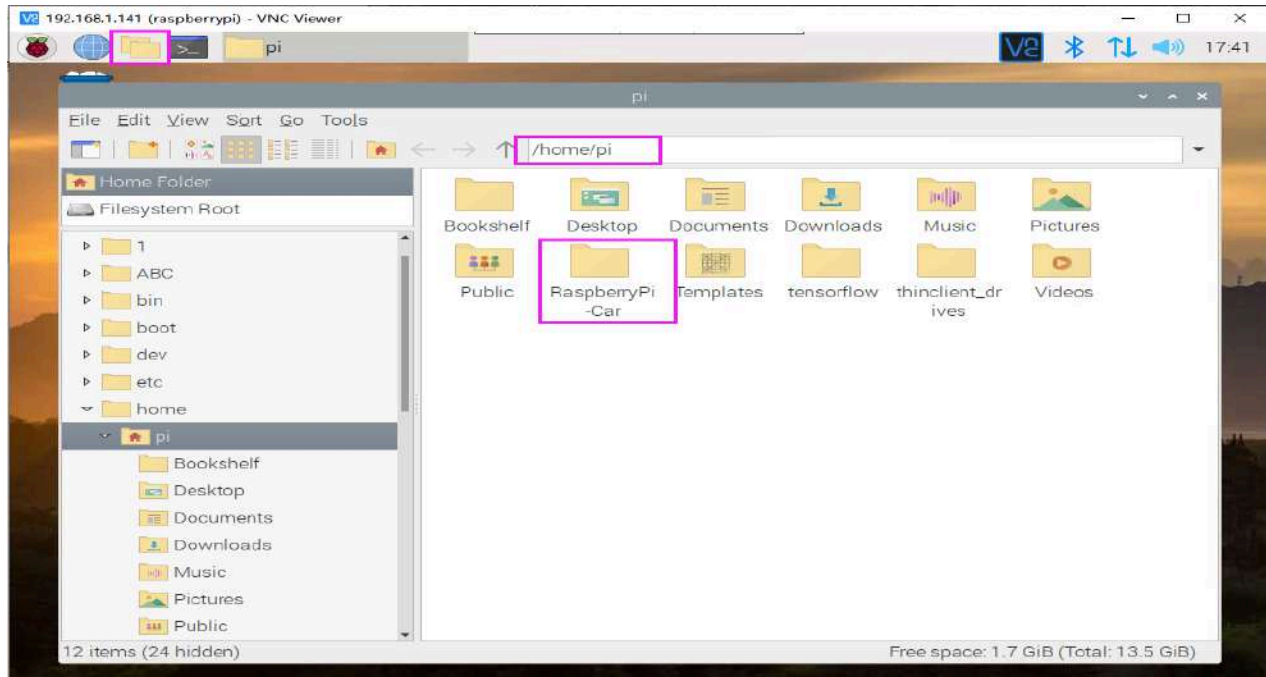 192.168.1.141 (raspberrypi) - VNC Viewer
pi
17:41
pi
File Edit View Sort Go Tools
/home/pi
Home Folder
Filesystem Root
1
ABC
bin
boot
dev
etc
home
pi
Bookshelf
Desktop
Documents
Downloads
Music
Pictures
Public
Bookshelf Desktop Documents Downloads Music Pictures
Public RaspberryPi Templates tensorflow thinclient_dr Videos
-Car ives
12 items (24 hidden) Free space: 1.7 GiB (Total: 13.5 GiB)